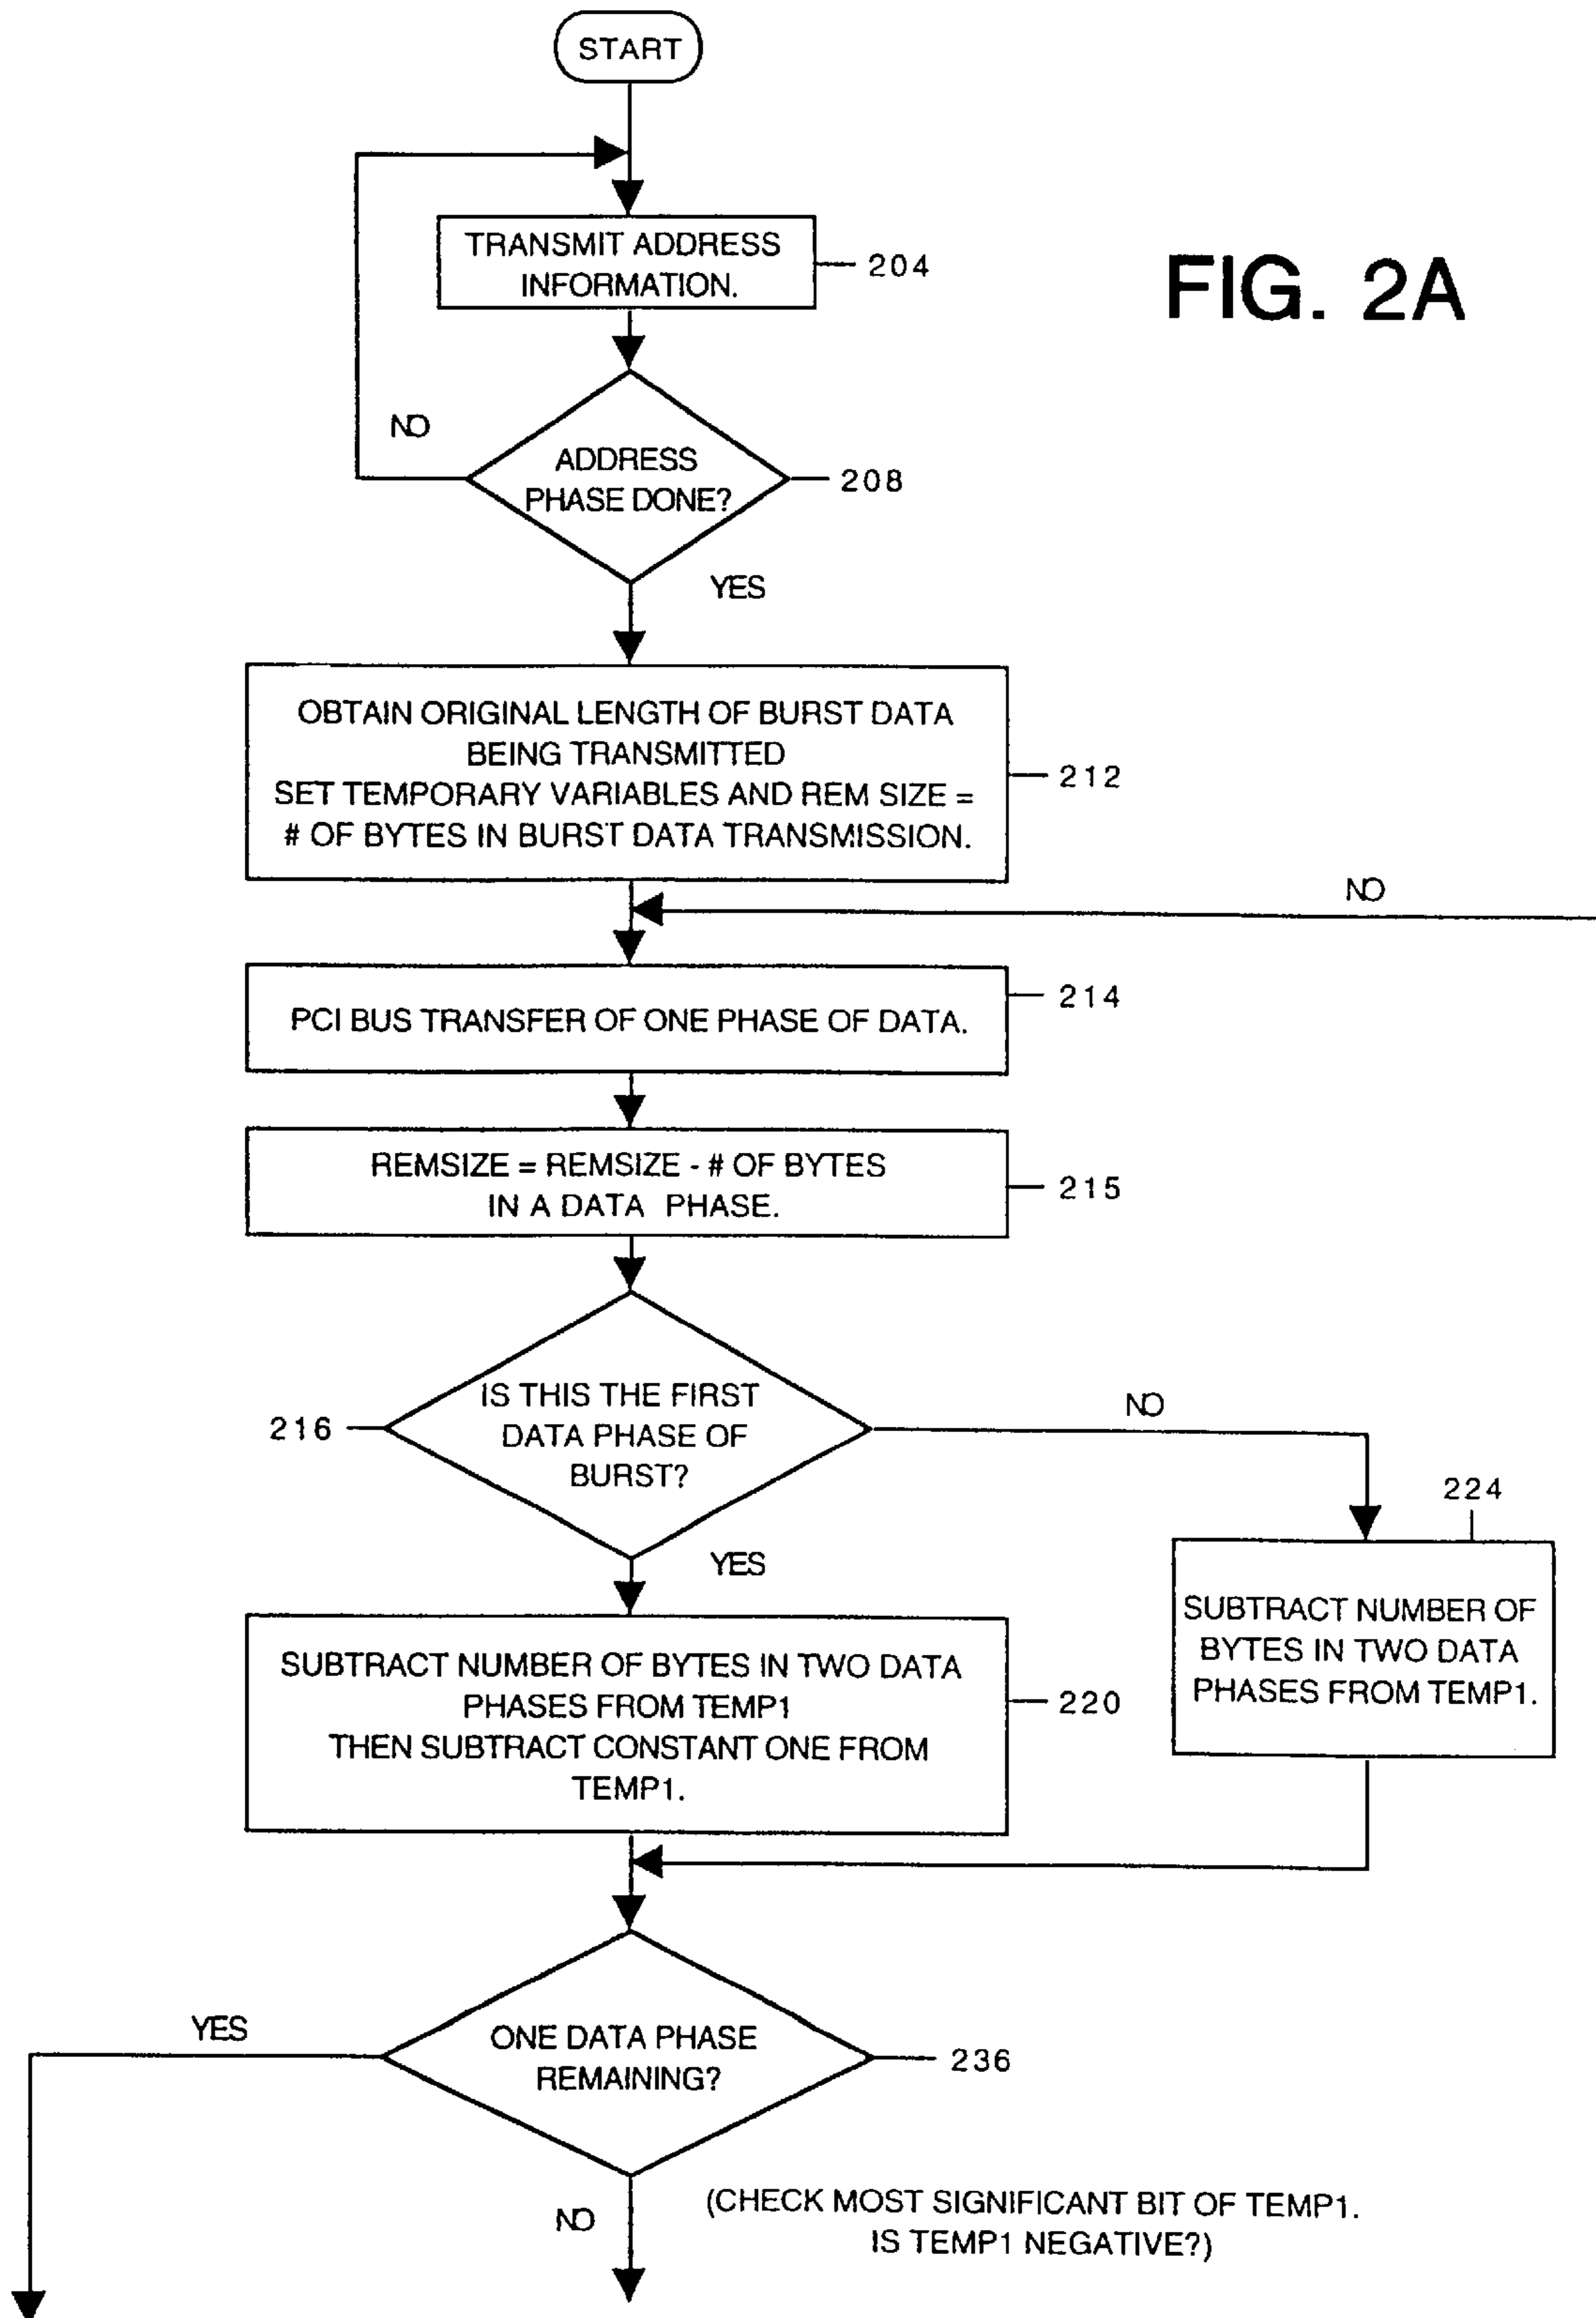 START
TRANSMIT ADDRESS
INFORMATION.
204
FIG. 2A
NO
ADDRESS
PHASE DONE?
208
YES
OBTAIN ORIGINAL LENGTH OF BURST DATA
BEING TRANSMITTED
SET TEMPORARY VARIABLES AND REM SIZE =
# OF BYTES IN BURST DATA TRANSMISSION.
212
NO
PCI BUS TRANSFER OF ONE PHASE OF DATA.
214
REMSIZE = REMSIZE - # OF BYTES
IN A DATA PHASE.
215
216
IS THIS THE FIRST
DATA PHASE OF
BURST?
NO
YES
224
SUBTRACT NUMBER OF
BYTES IN TWO DATA
PHASES FROM TEMP1.
SUBTRACT NUMBER OF BYTES IN TWO DATA
PHASES FROM TEMP1
THEN SUBTRACT CONSTANT ONE FROM
TEMP1.
220
YES
ONE DATA PHASE
REMAINING?
236
NO
(CHECK MOST SIGNIFICANT BIT OF TEMP1.
IS TEMP1 NEGATIVE?)